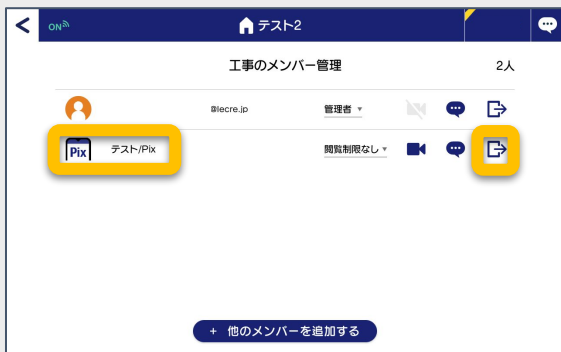 ON
テスト2
工事のメンバー管理
2人
@lecre.jp
管理者
Pix
テスト/Pix
閲覧制限なし
+ 他のメンバーを追加する